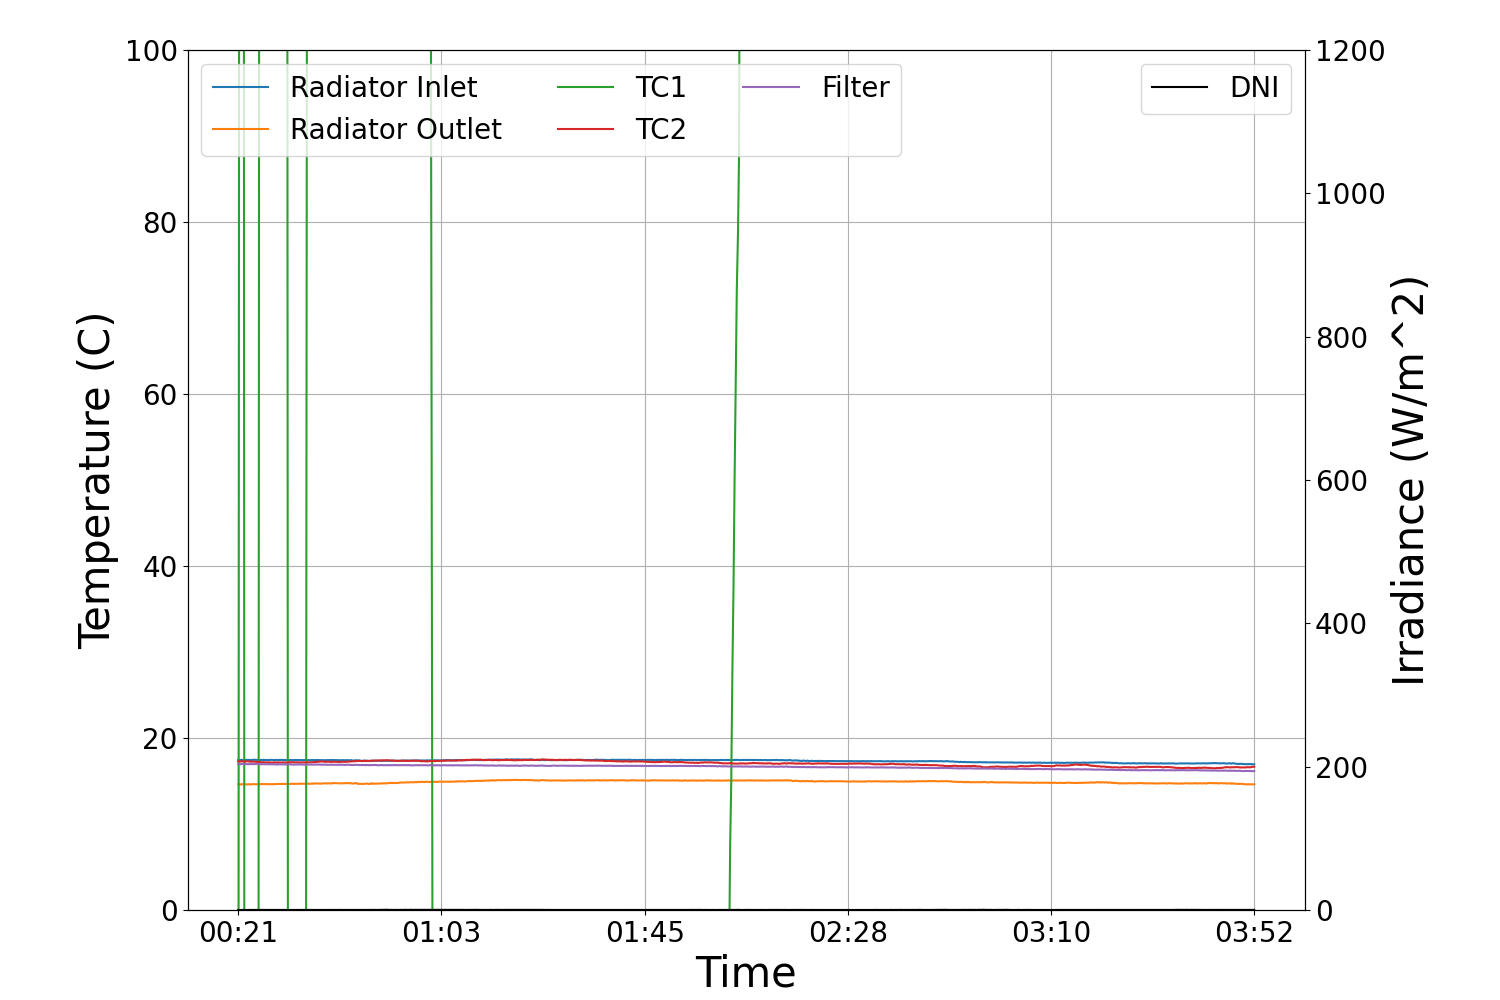 100
80
60
40
20
0
Temperature (C)
Radiator Inlet
Radiator Outlet
TC1
TC2
Filter
DNI
1200
1000
800
600
400
200
0
Irradiance (W/m^2)
00:21 01:03 01:45 02:28 03:10 03:52
Time